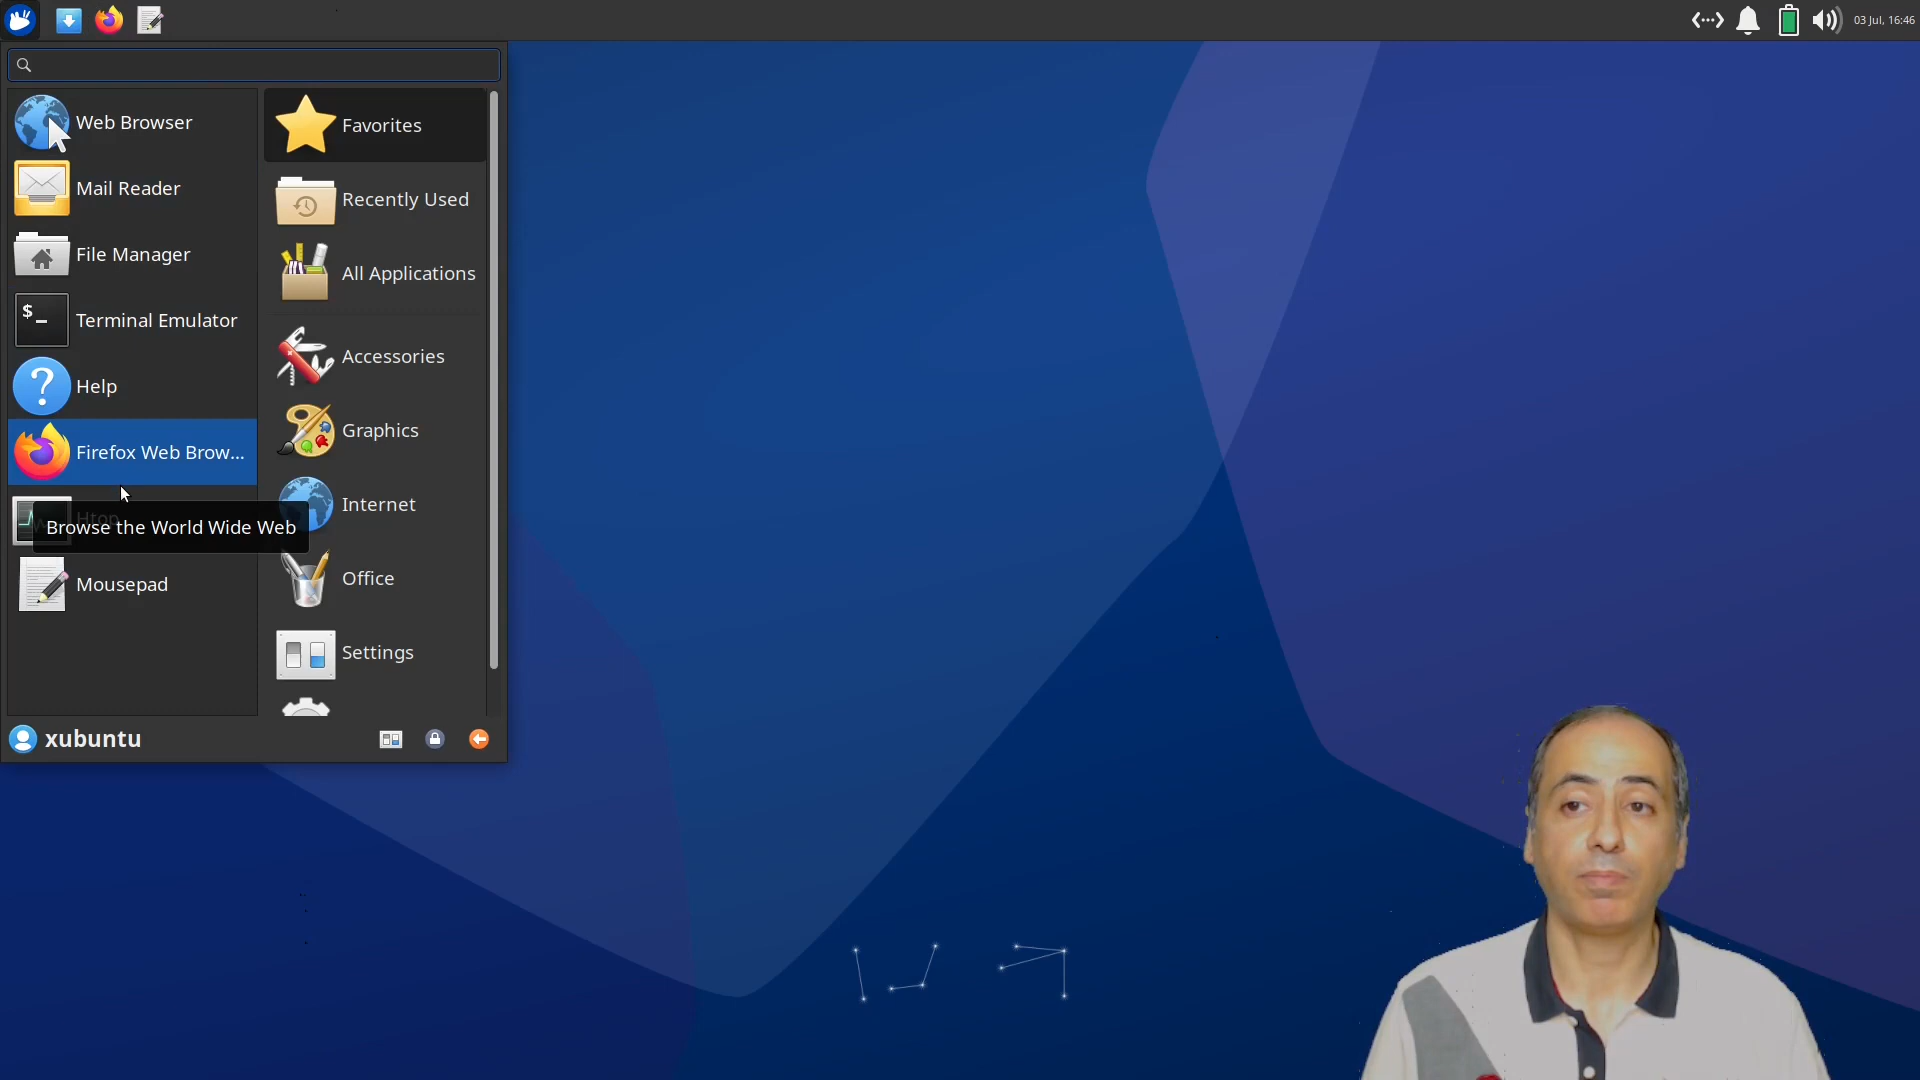 03 Jul, 16:46
Web Browser
Mail Reader
File Manager
$ _
Terminal Emulator
?
Help
Firefox Web Brow...
Htop
Browse the World Wide Web
Mousepad
Favorites
Recently Used
All Applications
Accessories
Graphics
Internet
Office
Settings
xubuntu